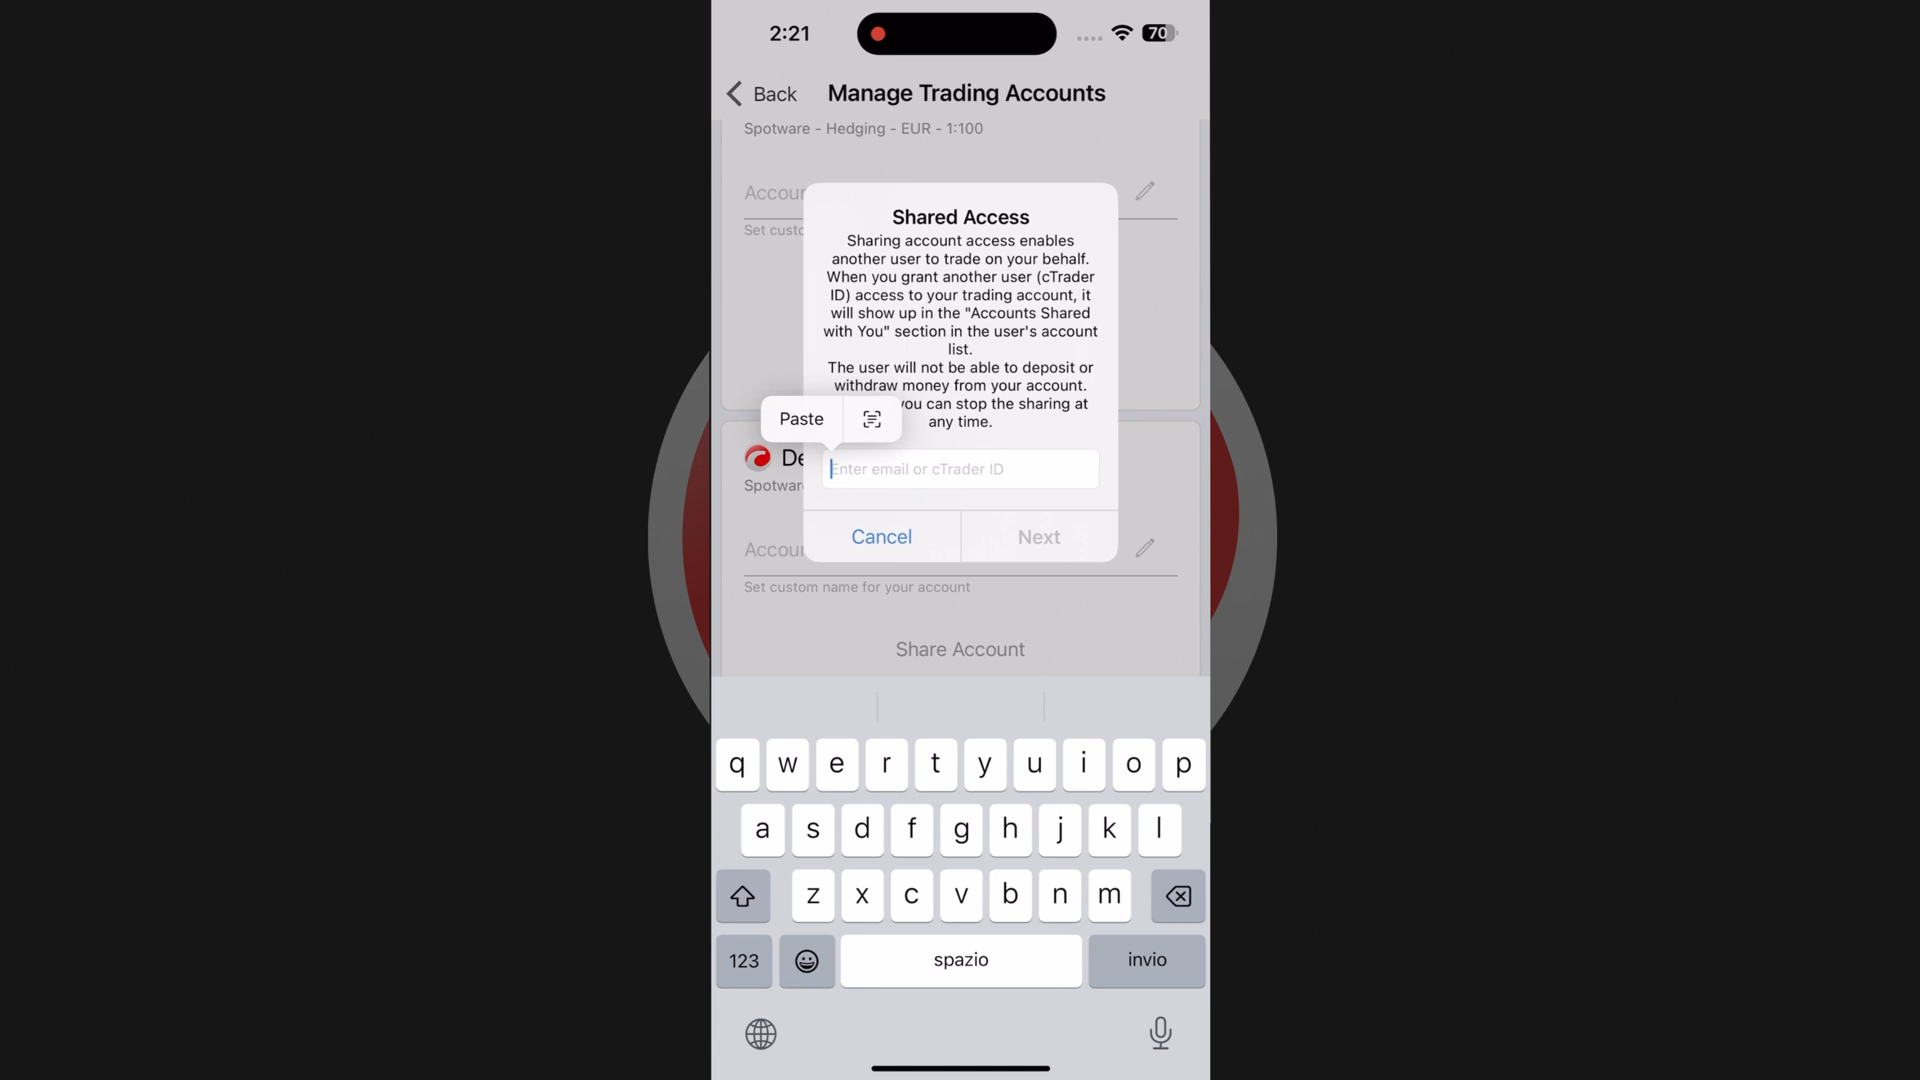 2:21
70
Back
Manage Trading Accounts
Spotware - Hedging - EUR - 1:100
Accoun
Set custo
Shared Access
Sharing account access enables
another user to trade on your behalf.
When you grant another user (cTrader
ID) access to your trading account, it
will show up in the "Accounts Shared
with You" section in the user's account
list.
The user will not be able to deposit or
withdraw money from your account.
you can stop the sharing at
any time.
Paste
De
Spotwar
Enter email or cTrader ID
Cancel
Next
Accoun
Set custom name for your account
Share Account
q w e r t y u i o p
a s d f g h j k l
z x c v b n m
123
spazio
invio